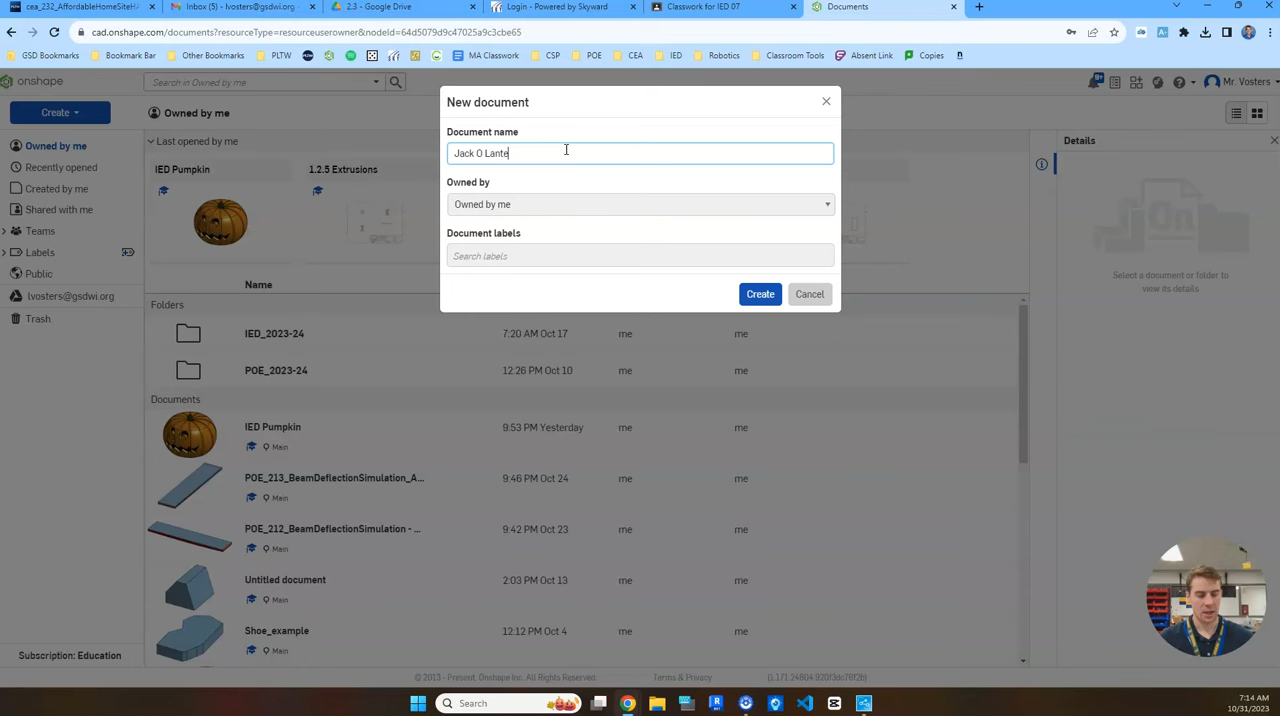 cea_232_AffordableHomeSiteHA
Inbox (5) - lvosters@gsdwi.org
2.3 - Google Drive
Login - Powered by Skyward
Classwork for IED 07
Documents
cad.onshape.com/documents?resourceType=resourceuserowner&nodeId=64d5079d9c47025a9c3cbe65
GSD Bookmarks
Bookmark Bar
Other Bookmarks
PLTW
MA Classwork
CSP
POE
CEA
IED
Robotics
Classroom Tools
Absent Link
Copies
onshape
Search in Owned by me
Mr. Vosters
Create
Owned by me
New document
Document name
Jack O Lante
Owned by
Owned by me
Document labels
Search labels
Create
Cancel
Owned by me
Recently opened
Created by me
Shared with me
Teams
Labels
Public
lvosters@gsdwi.org
Trash
Subscription: Education
Last opened by me
IED Pumpkin
1.2.5 Extrusions
Name
Folders
IED_2023-24 7:20 AM Oct 17 me me
POE_2023-24 12:26 PM Oct 10 me me
Documents
IED Pumpkin 9:53 PM Yesterday me me
Main
POE_213_BeamDeflectionSimulation_A... 9:46 PM Oct 24 me me
Main
POE_212_BeamDeflectionSimulation - ... 9:42 PM Oct 23 me me
Main
Untitled document 2:03 PM Oct 13 me me
Main
Shoe_example 12:12 PM Oct 4 me me
Main
Details
Select a document or folder to
view its details
© 2013 - Present, Onshape Inc. All Rights Reserved.
Terms & Privacy
Search
7:14 AM
10/31/2023